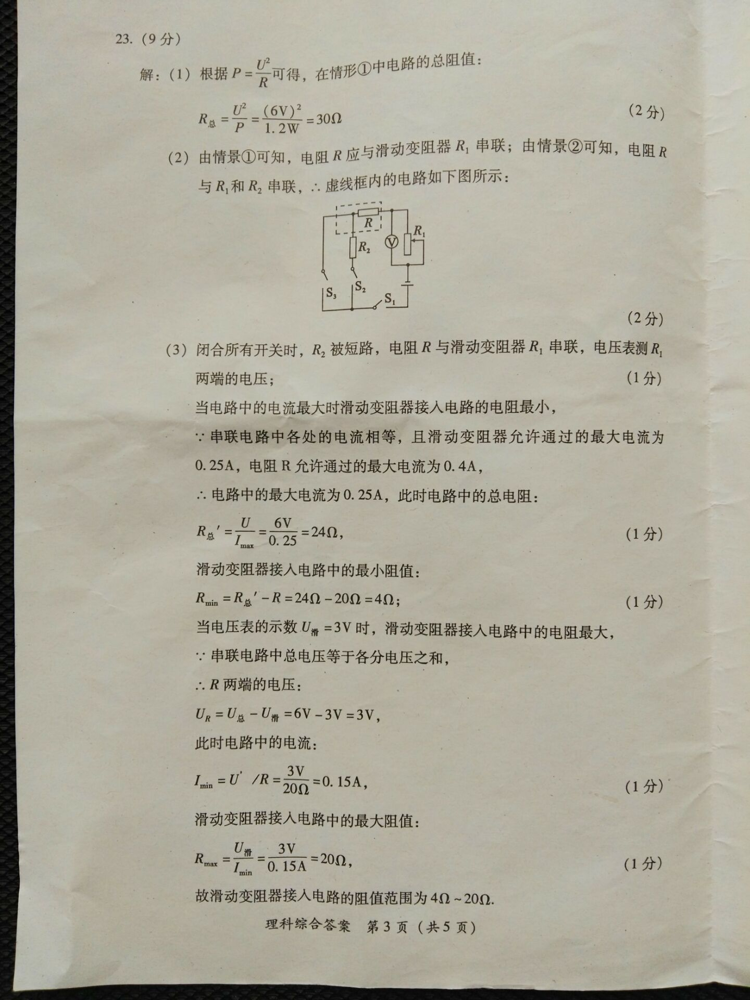 23. (9 分)
解：(1) 根据 P = U²/R 可得，在情形①中电路的总阻值：
R总 = U²/P = (6V)²/1. 2W = 30Ω (2 分)
(2) 由情景①可知，电阻 R 应与滑动变阻器 R₁ 串联；由情景②可知，电阻 R
与 R₁和 R₂ 串联，∴ 虚线框内的电路如下图所示：
R
R₁
R₂
V
S₃
S₂
S₁
(2 分)
(3) 闭合所有开关时，R₂ 被短路，电阻 R 与滑动变阻器 R₁ 串联，电压表测 R₁
两端的电压； (1 分)
当电路中的电流最大时滑动变阻器接入电路的电阻最小，
∵ 串联电路中各处的电流相等，且滑动变阻器允许通过的最大电流为
0. 25A，电阻 R 允许通过的最大电流为 0. 4A，
∴ 电路中的最大电流为 0. 25A，此时电路中的总电阻：
R总′ = U/Imax = 6V/0. 25 = 24Ω， (1 分)
滑动变阻器接入电路中的最小阻值：
Rmin = R总′ − R = 24Ω − 20Ω = 4Ω； (1 分)
当电压表的示数 U滑 = 3V 时，滑动变阻器接入电路中的电阻最大，
∵ 串联电路中总电压等于各分电压之和，
∴ R 两端的电压：
UR = U总 − U滑 = 6V − 3V = 3V，
此时电路中的电流：
Imin = U′ /R = 3V/20Ω = 0. 15A， (1 分)
滑动变阻器接入电路中的最大阻值：
Rmax = U滑/Imin = 3V/0. 15A = 20Ω， (1 分)
故滑动变阻器接入电路的阻值范围为 4Ω ~ 20Ω.
理科综合答案 第 3 页 (共 5 页)